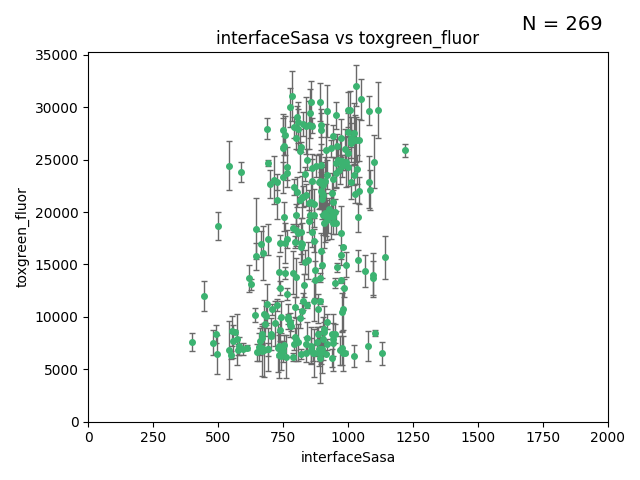 N = 269
interfaceSasa vs toxgreen_fluor
toxgreen_fluor
35000
30000
25000
20000
15000
10000
5000
0
0 250 500 750 1000 1250 1500 1750 2000
interfaceSasa